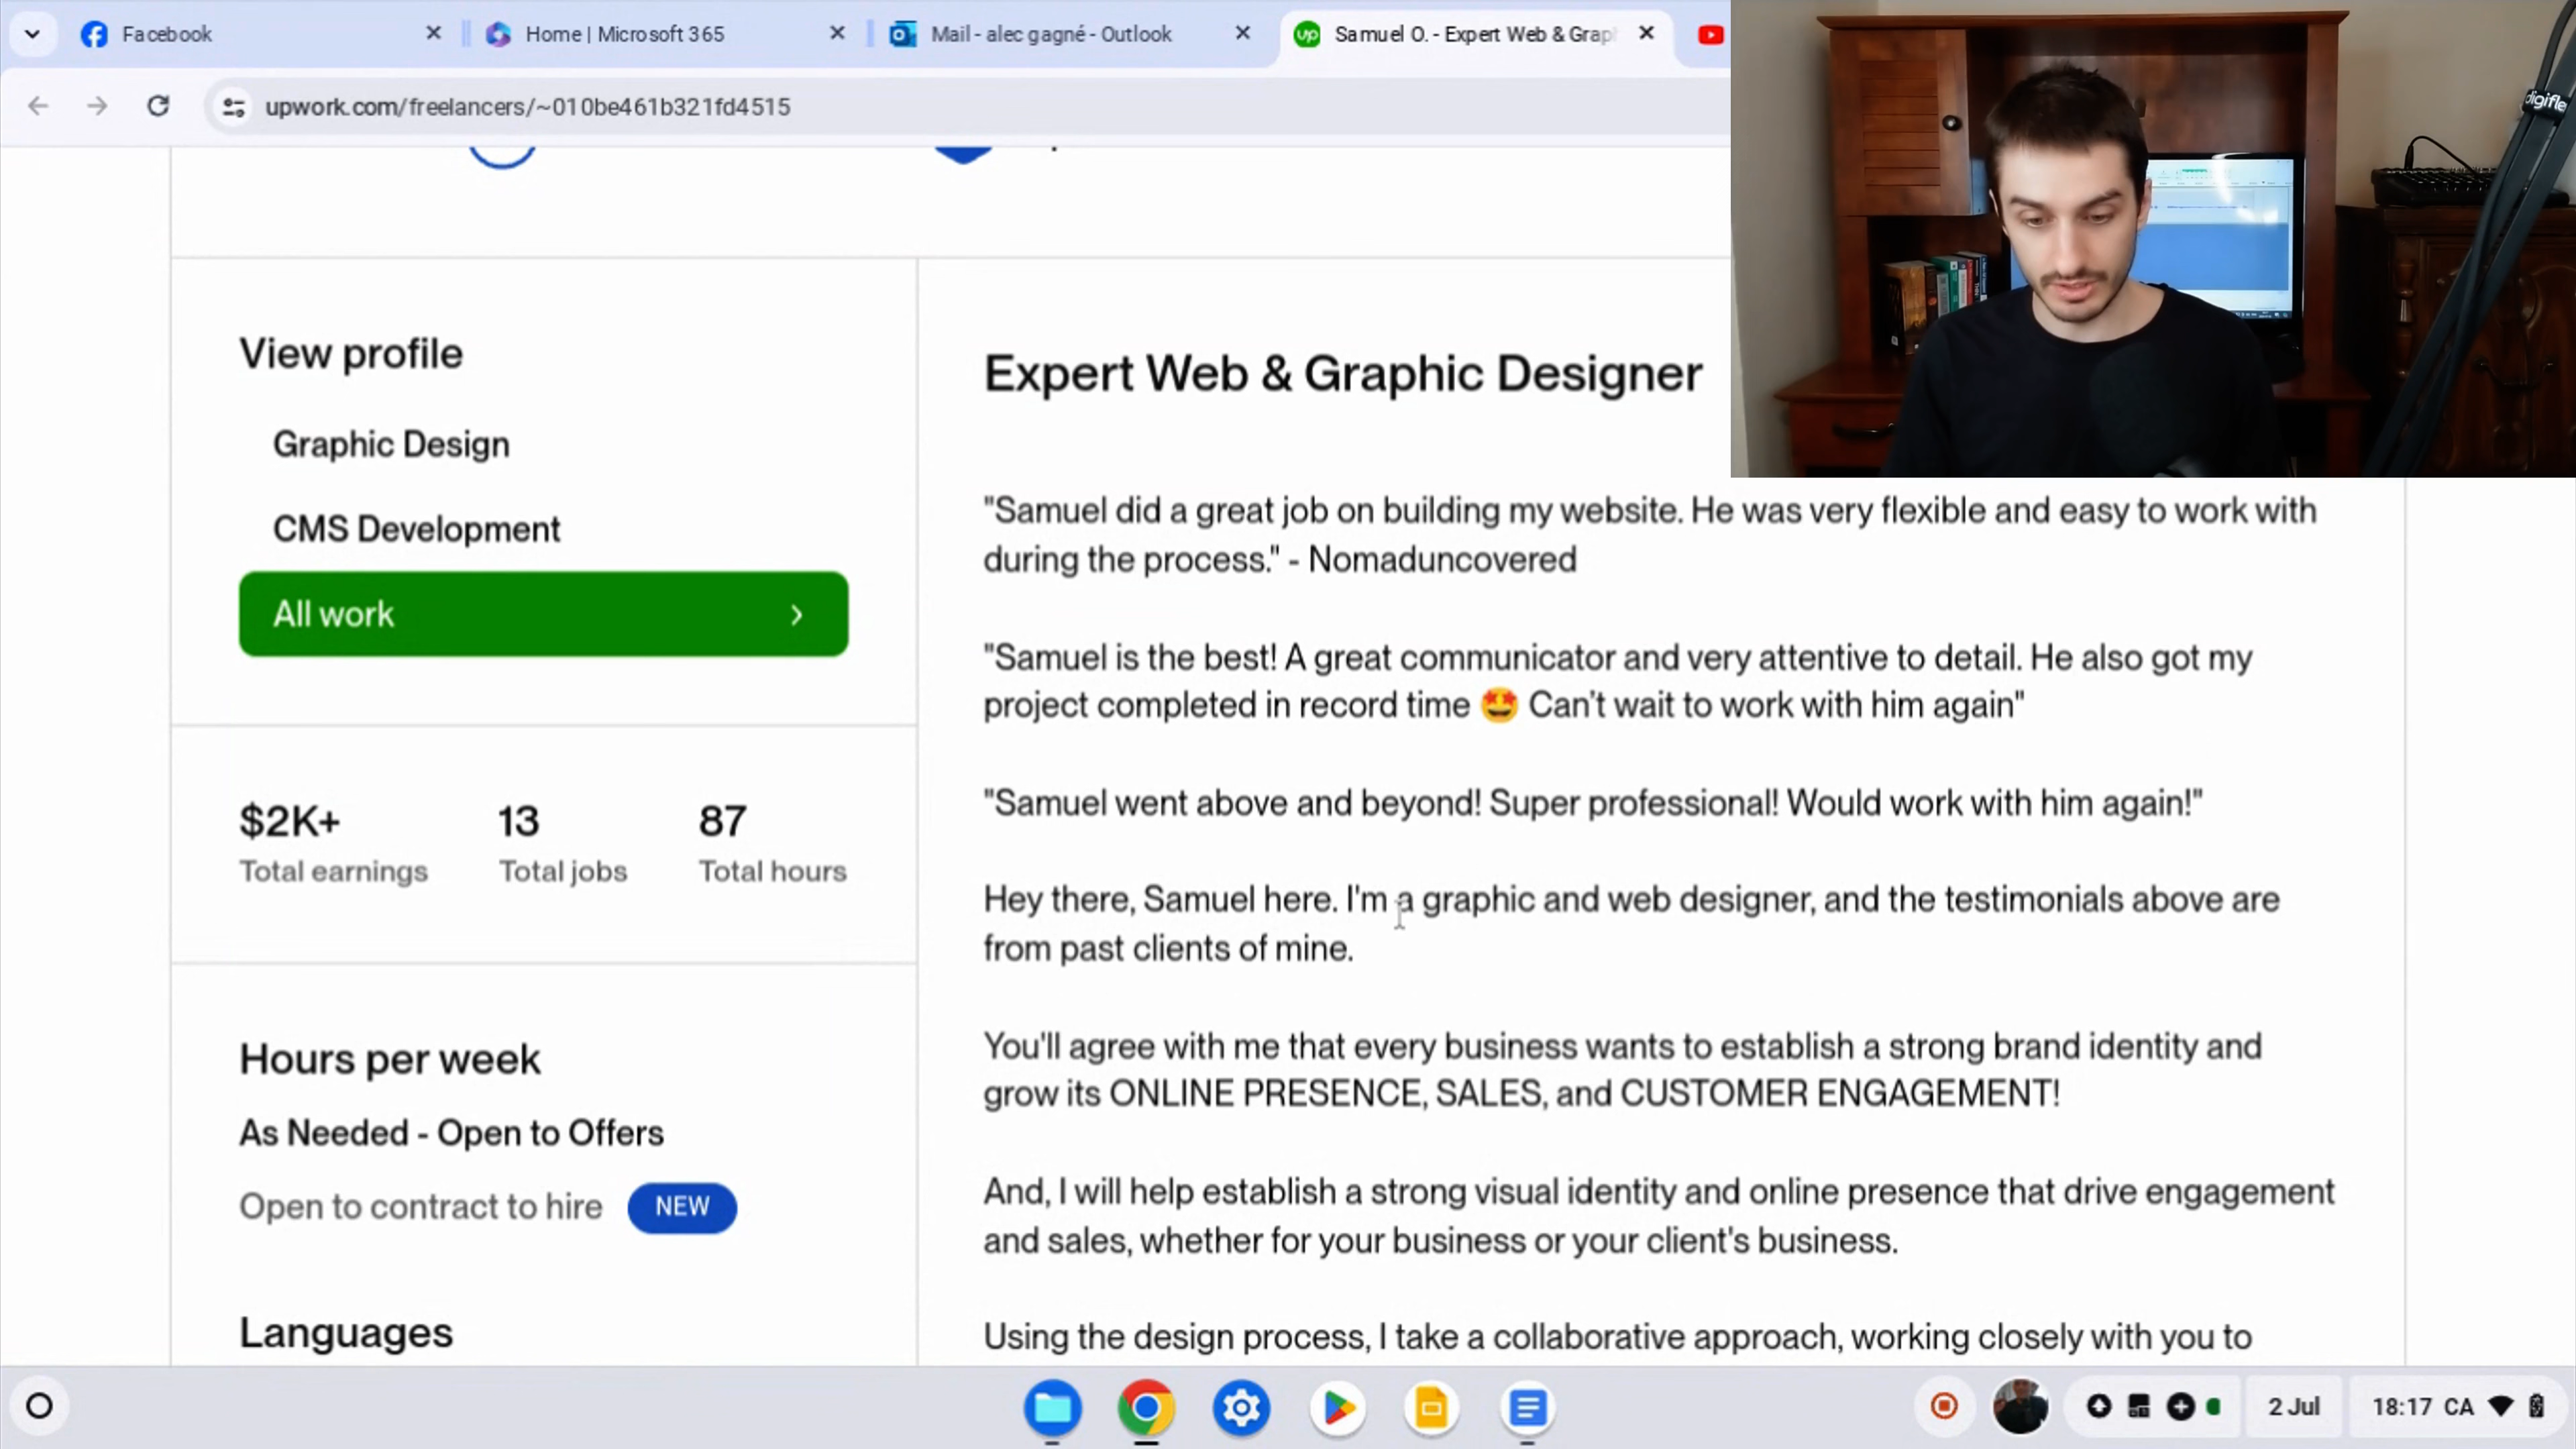 Facebook
Home | Microsoft 365
Mail - alec gagné - Outlook
up
Samuel O. - Expert Web & Grap
upwork.com/freelancers/~010be461b321fd4515
digifle
View profile
Graphic Design
CMS Development
All work
$2K+
13
87
Total earnings
Total jobs
Total hours
Hours per week
As Needed - Open to Offers
Open to contract to hire
NEW
Languages
Expert Web & Graphic Designer
"Samuel did a great job on building my website. He was very flexible and easy to work with
during the process." - Nomaduncovered
"Samuel is the best! A great communicator and very attentive to detail. He also got my
project completed in record time 🤩 Can't wait to work with him again"
"Samuel went above and beyond! Super professional! Would work with him again!"
Hey there, Samuel here. I'm a graphic and web designer, and the testimonials above are
from past clients of mine.
You'll agree with me that every business wants to establish a strong brand identity and
grow its ONLINE PRESENCE, SALES, and CUSTOMER ENGAGEMENT!
And, I will help establish a strong visual identity and online presence that drive engagement
and sales, whether for your business or your client's business.
Using the design process, I take a collaborative approach, working closely with you to
2 Jul
18:17 CA